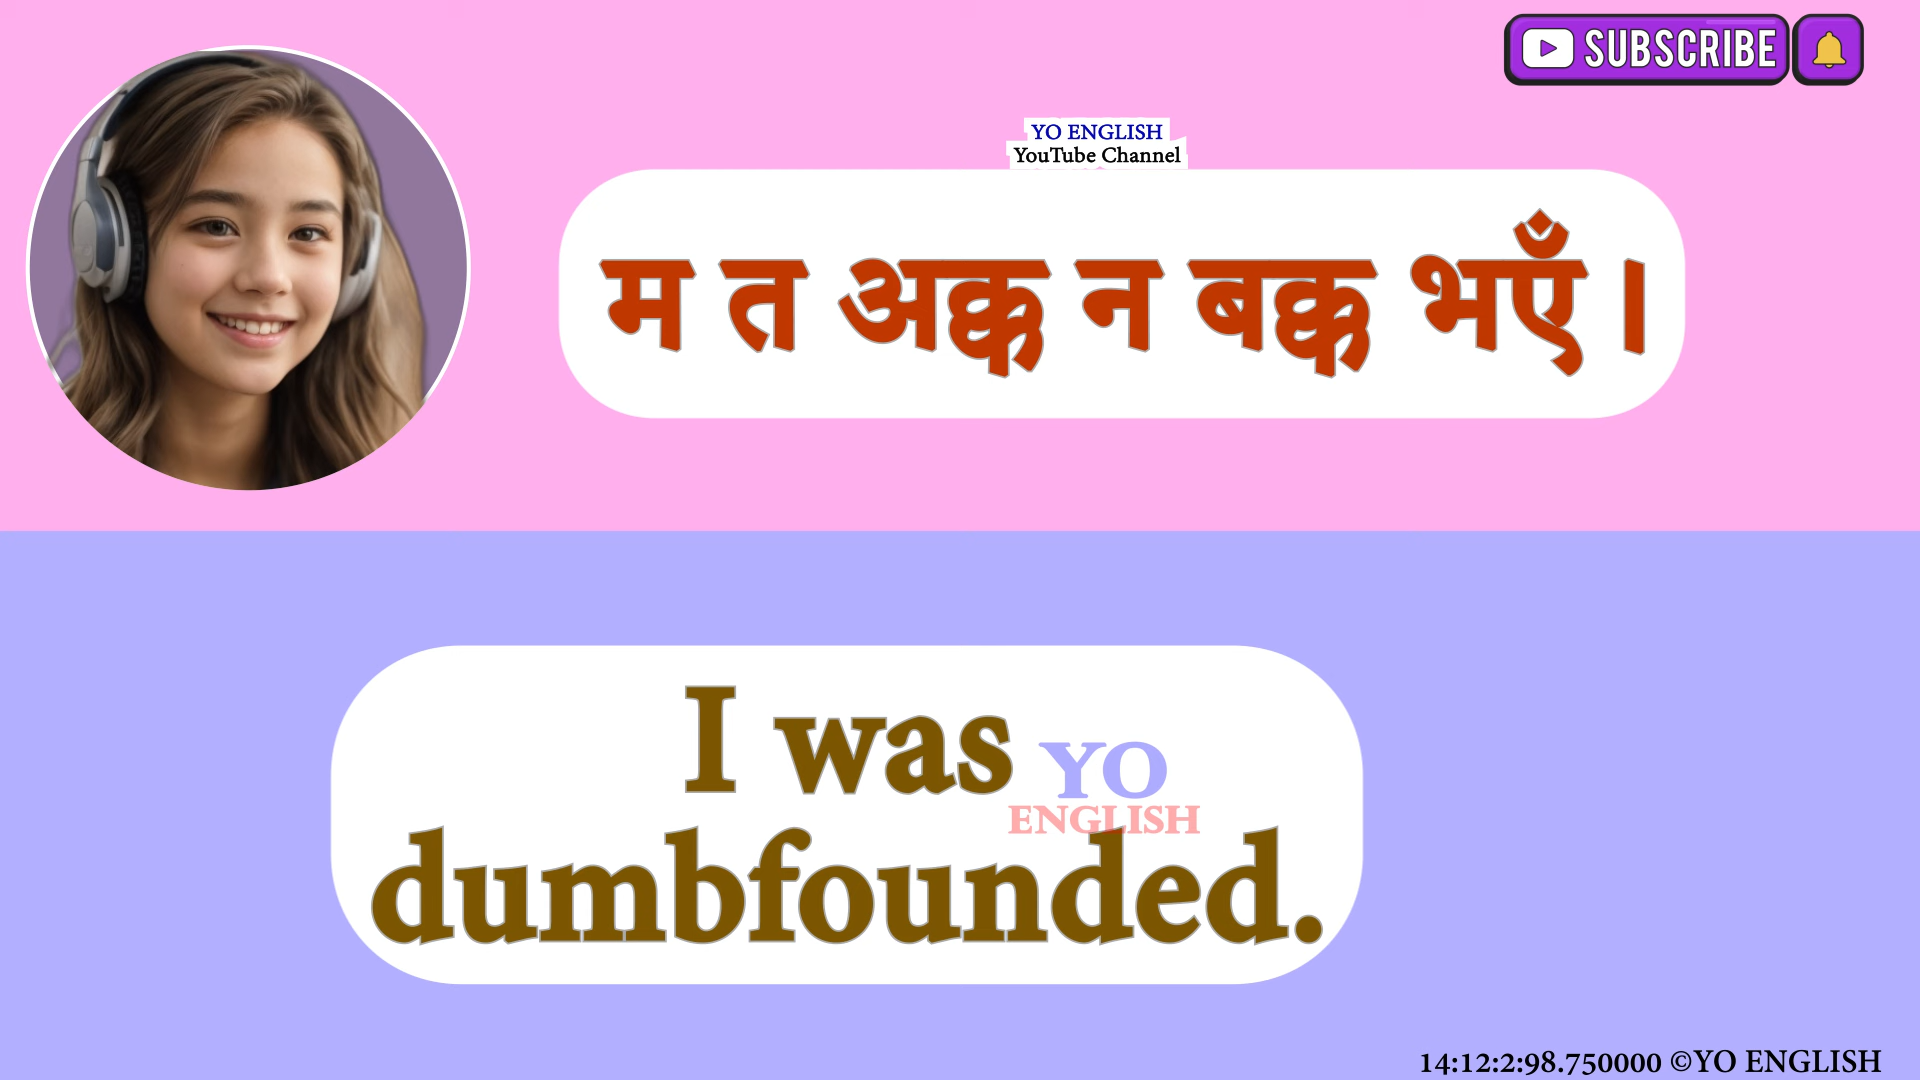 SUBSCRIBE
YO ENGLISH
YouTube Channel
म त अक्क न बक्क भएँ ।
I was
YO
ENGLISH
dumbfounded.
14:12:2:98.750000 ©YO ENGLISH